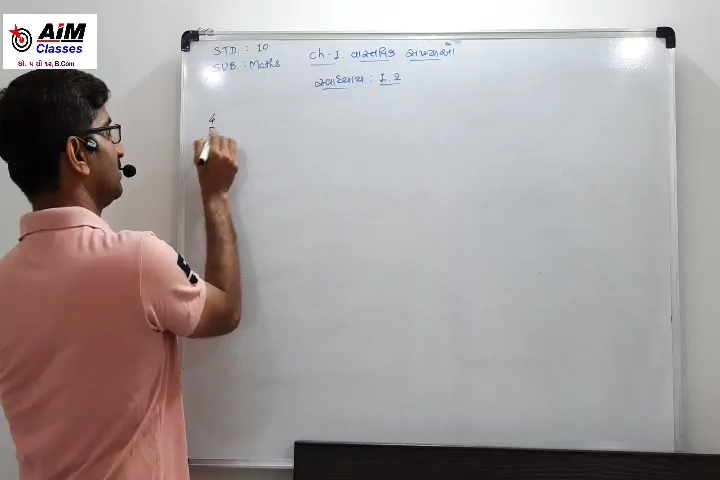 AiM
Classes
STD. : 10
SUB. : Maths
Ch-1. વાસ્તવિક સંખ્યાઓ
સ્વાધ્યાય : 1.2
4